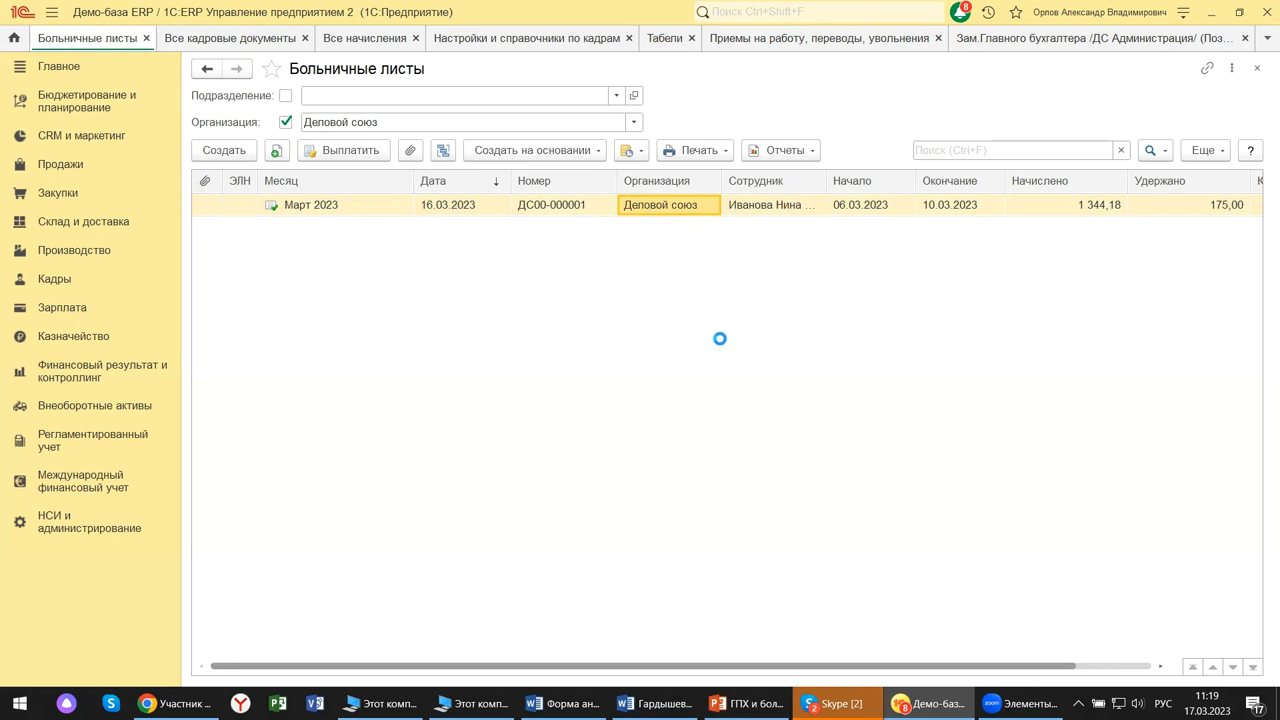 Демо-база ERP / 1С:ERP Управление предприятием 2 (1С:Предприятие)
Поиск Ctrl+Shift+F
8
Орлов Александр Владимирович
Больничные листы
Все кадровые документы
Все начисления
Настройки и справочники по кадрам
Табели
Приемы на работу, переводы, увольнения
Зам.Главного бухгалтера /ДС Администрация/ (Поз...
Главное
Бюджетирование и
планирование
CRM и маркетинг
Продажи
Закупки
Склад и доставка
Производство
Кадры
Зарплата
Казначейство
Финансовый результат и
контроллинг
Внеоборотные активы
Регламентированный
учет
Международный
финансовый учет
НСИ и
администрирование
Больничные листы
Подразделение:
Организация: Деловой союз
Создать Выплатить Создать на основании Печать Отчеты Поиск (Ctrl+F) Еще ?
ЭЛН Месяц Дата ↓ Номер Организация Сотрудник Начало Окончание Начислено Удержано К
Март 2023 16.03.2023 ДС00-000001 Деловой союз Иванова Нина ... 06.03.2023 10.03.2023 1 344,18 175,00
Участник ...
Этот комп...
Этот комп...
Форма ан...
Гардышев...
ГПХ и бол...
Skype [2]
Демо-баз...
Элементы...
РУС
11:19
17.03.2023
17